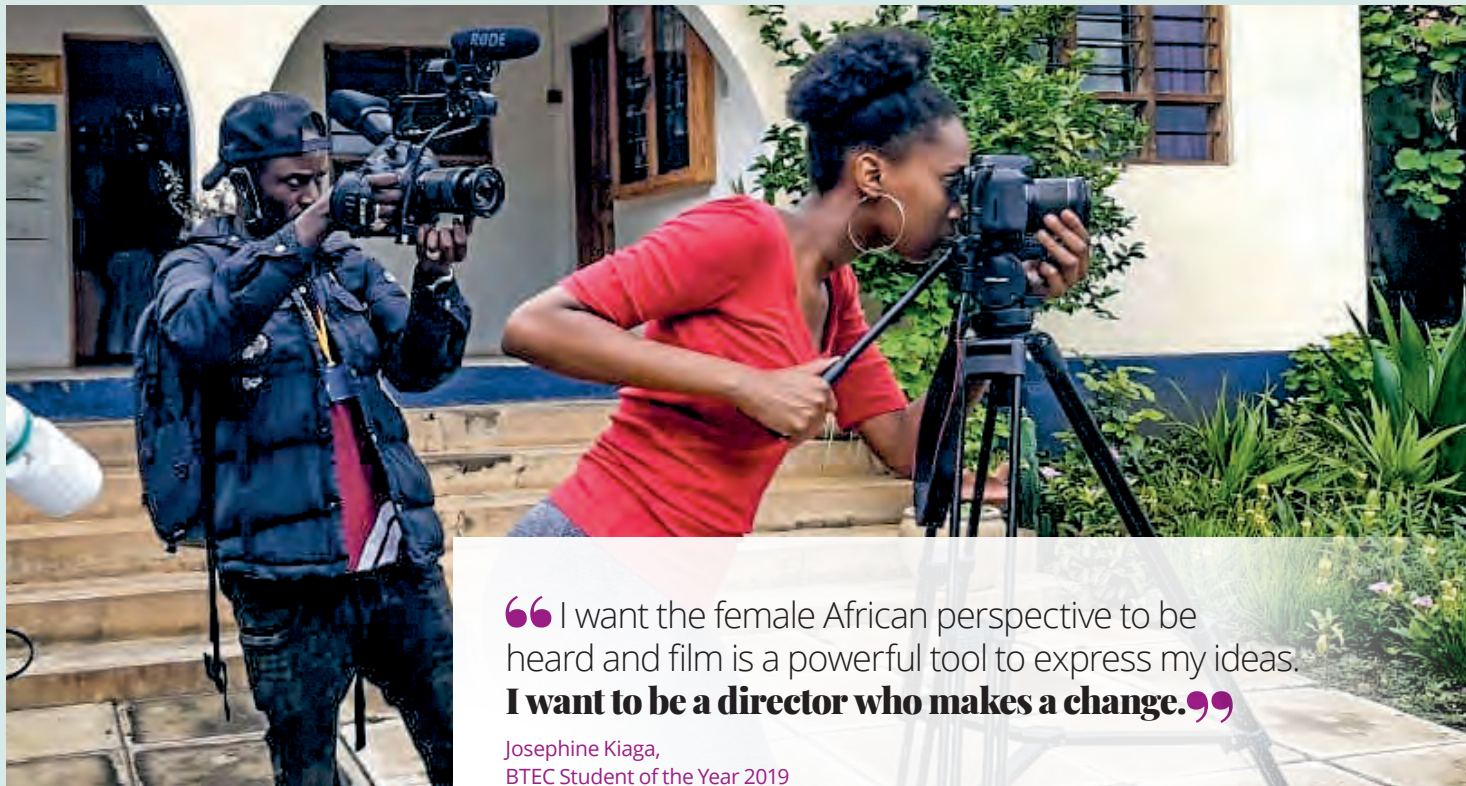 RØDE
❝ I want the female African perspective to be
heard and film is a powerful tool to express my ideas.
I want to be a director who makes a change.❞
Josephine Kiaga,
BTEC Student of the Year 2019